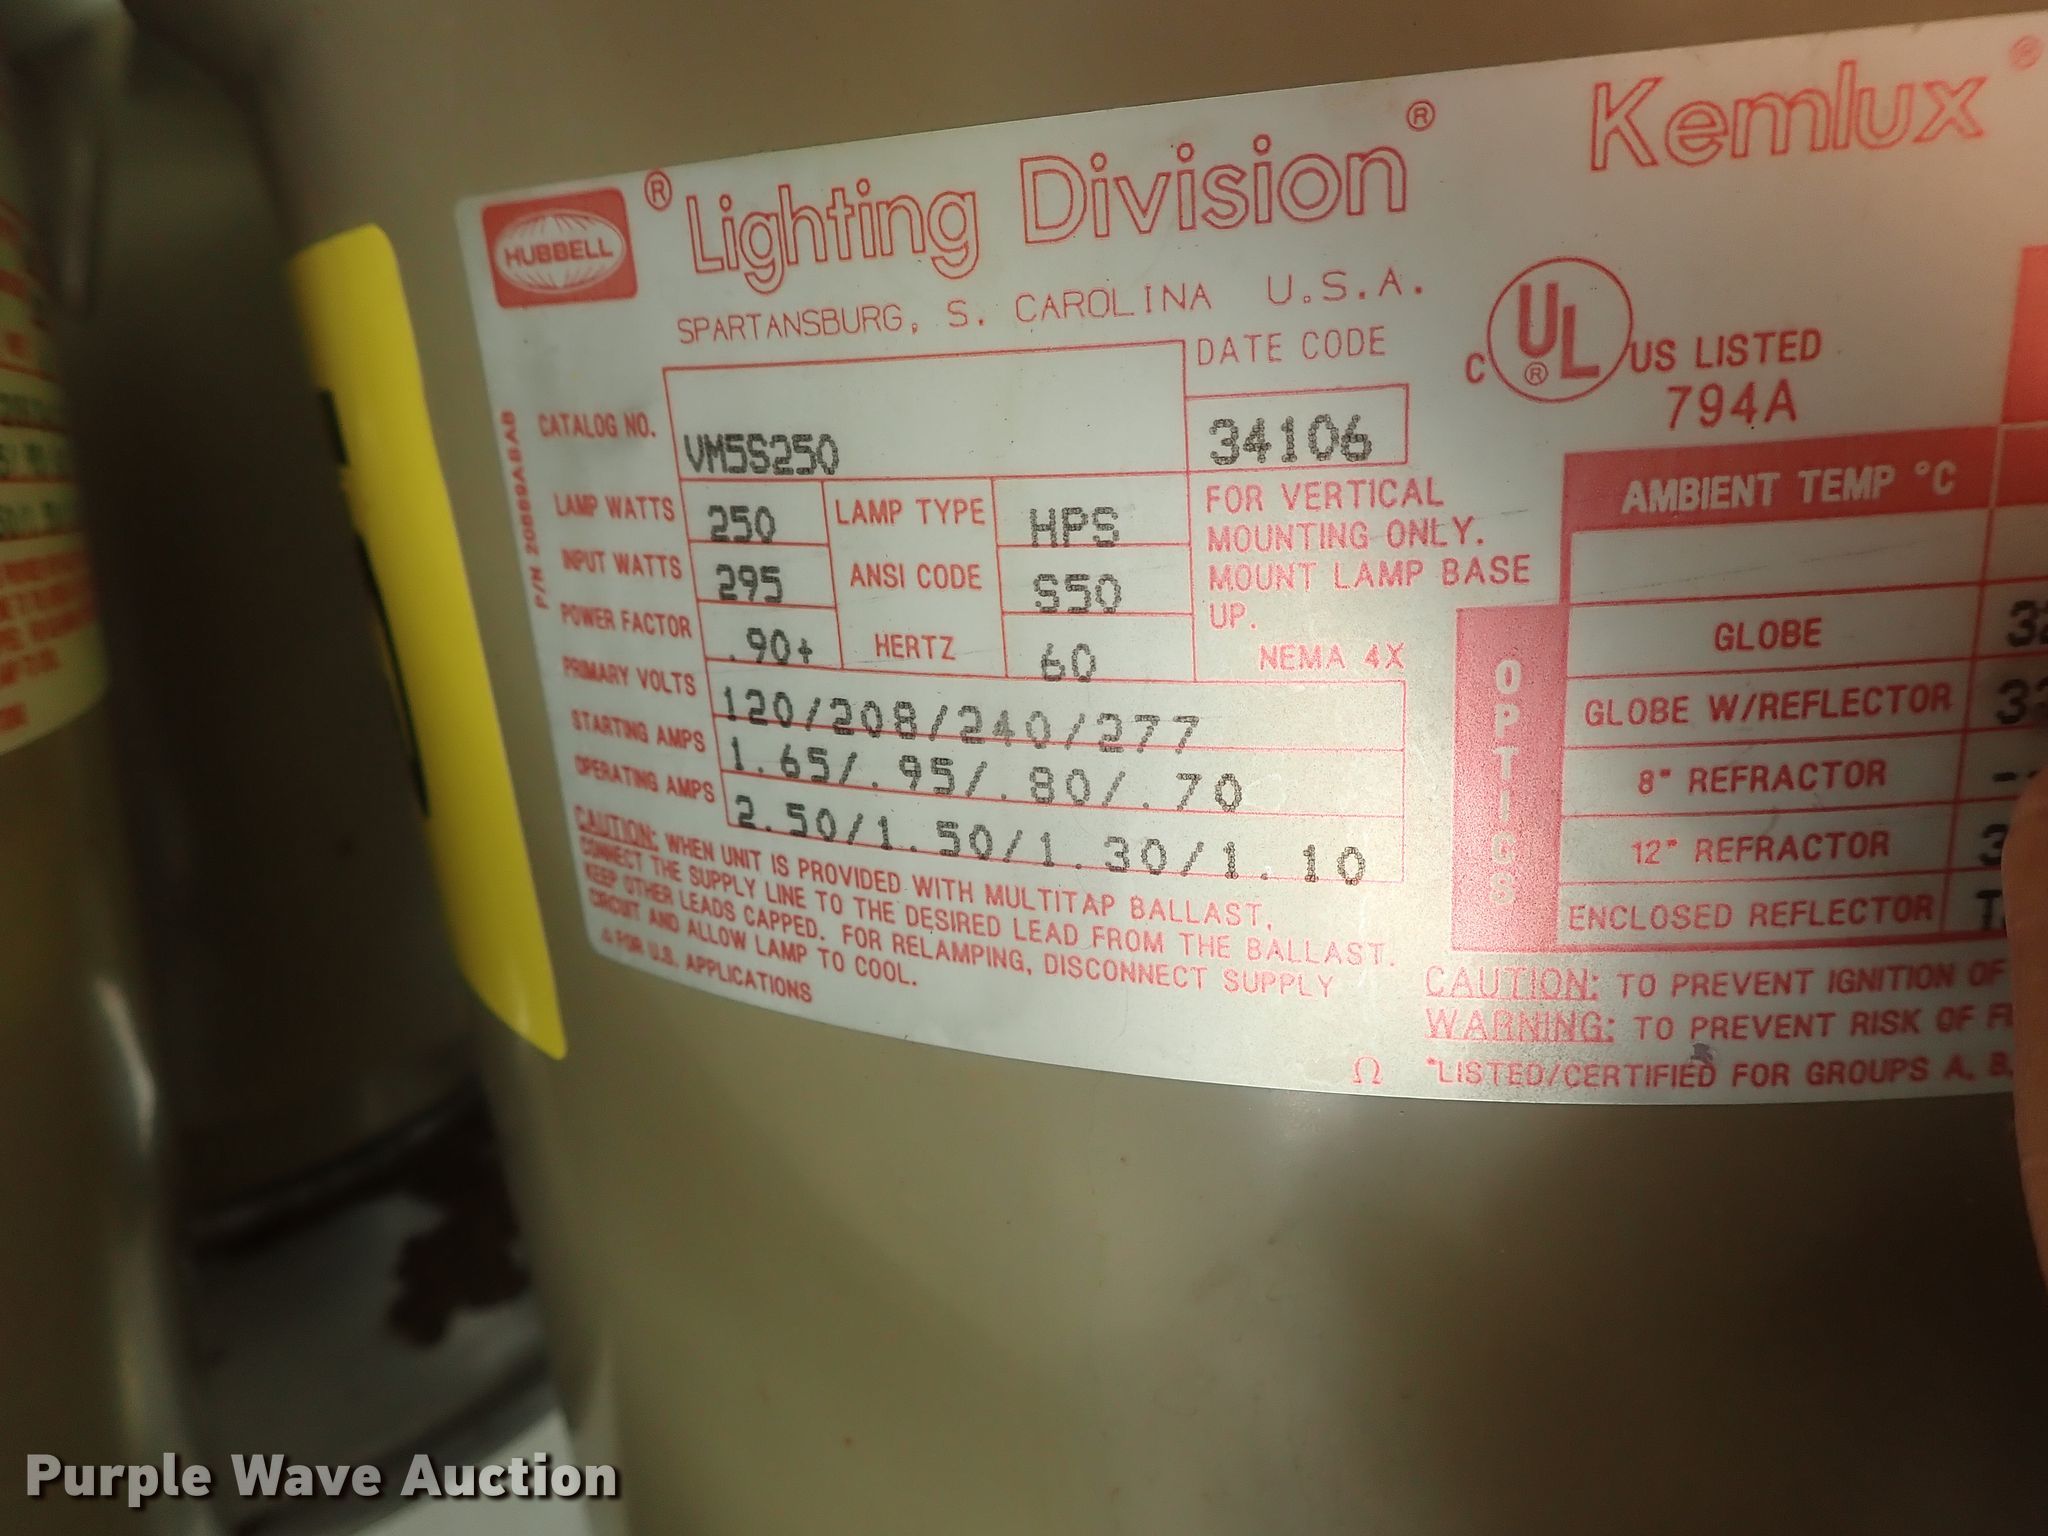 HUBBELL ® Lighting Division ® Kemlux ®
SPARTANSBURG, S. CAROLINA U.S.A.
C UL ® US LISTED
794A
CATALOG NO. VM5S250
DATE CODE
34106
LAMP WATTS 250 LAMP TYPE HPS
INPUT WATTS 295 ANSI CODE S50
POWER FACTOR .90+ HERTZ 60
PRIMARY VOLTS 120/208/240/277
STARTING AMPS 1.65/.95/.80/.70
OPERATING AMPS 2.50/1.50/1.30/1.10
FOR VERTICAL
MOUNTING ONLY.
MOUNT LAMP BASE
UP.
NEMA 4X
CAUTION: WHEN UNIT IS PROVIDED WITH MULTITAP BALLAST,
CONNECT THE SUPPLY LINE TO THE DESIRED LEAD FROM THE BALLAST.
KEEP OTHER LEADS CAPPED. FOR RELAMPING, DISCONNECT SUPPLY
CIRCUIT AND ALLOW LAMP TO COOL.
FOR U.S. APPLICATIONS
AMBIENT TEMP °C
OPTICS
GLOBE
GLOBE W/REFLECTOR
8" REFRACTOR
12" REFRACTOR
ENCLOSED REFLECTOR
CAUTION: TO PREVENT IGNITION OF
WARNING: TO PREVENT RISK OF
Ω *LISTED/CERTIFIED FOR GROUPS A, B,
Purple Wave Auction